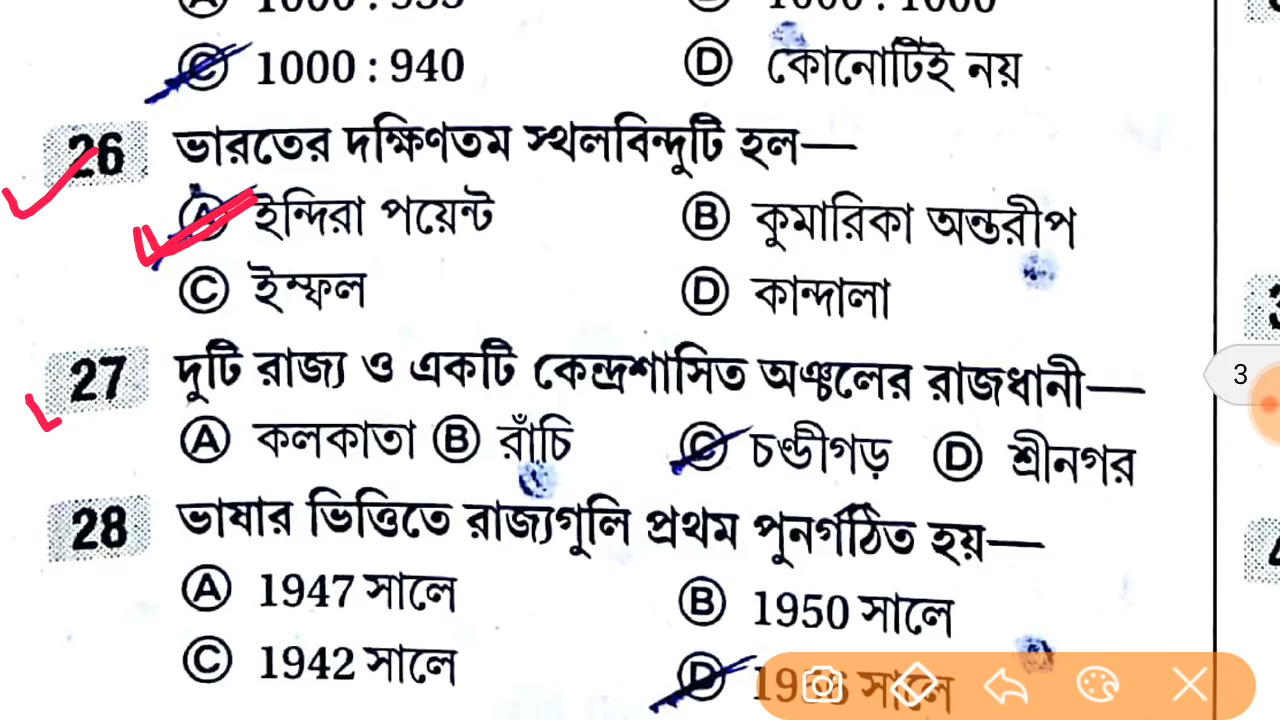 1000 : 940 D কোনোটিই নয়
26 ভারতের দক্ষিণতম স্থলবিন্দুটি হল—
A ইন্দিরা পয়েন্ট B কুমারিকা অন্তরীপ
C ইম্ফল D কান্দালা
27 দুটি রাজ্য ও একটি কেন্দ্রশাসিত অঞ্চলের রাজধানী—
3
A কলকাতা B রাঁচি C চণ্ডীগড় D শ্রীনগর
28 ভাষার ভিত্তিতে রাজ্যগুলি প্রথম পুনর্গঠিত হয়—
A 1947 সালে B 1950 সালে
C 1942 সালে D সালে